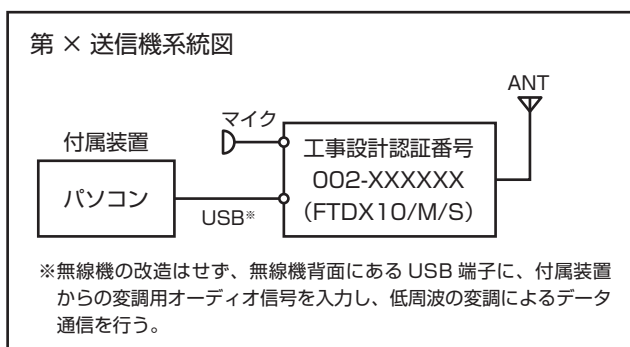 第 × 送信機系統図
ANT
マイク
付属装置
パソコン
USB※
工事設計認証番号
002-XXXXXX
(FTDX10/M/S)
※無線機の改造はせず、無線機背面にある USB 端子に、付属装置
からの変調用オーディオ信号を入力し、低周波の変調によるデータ
通信を行う。